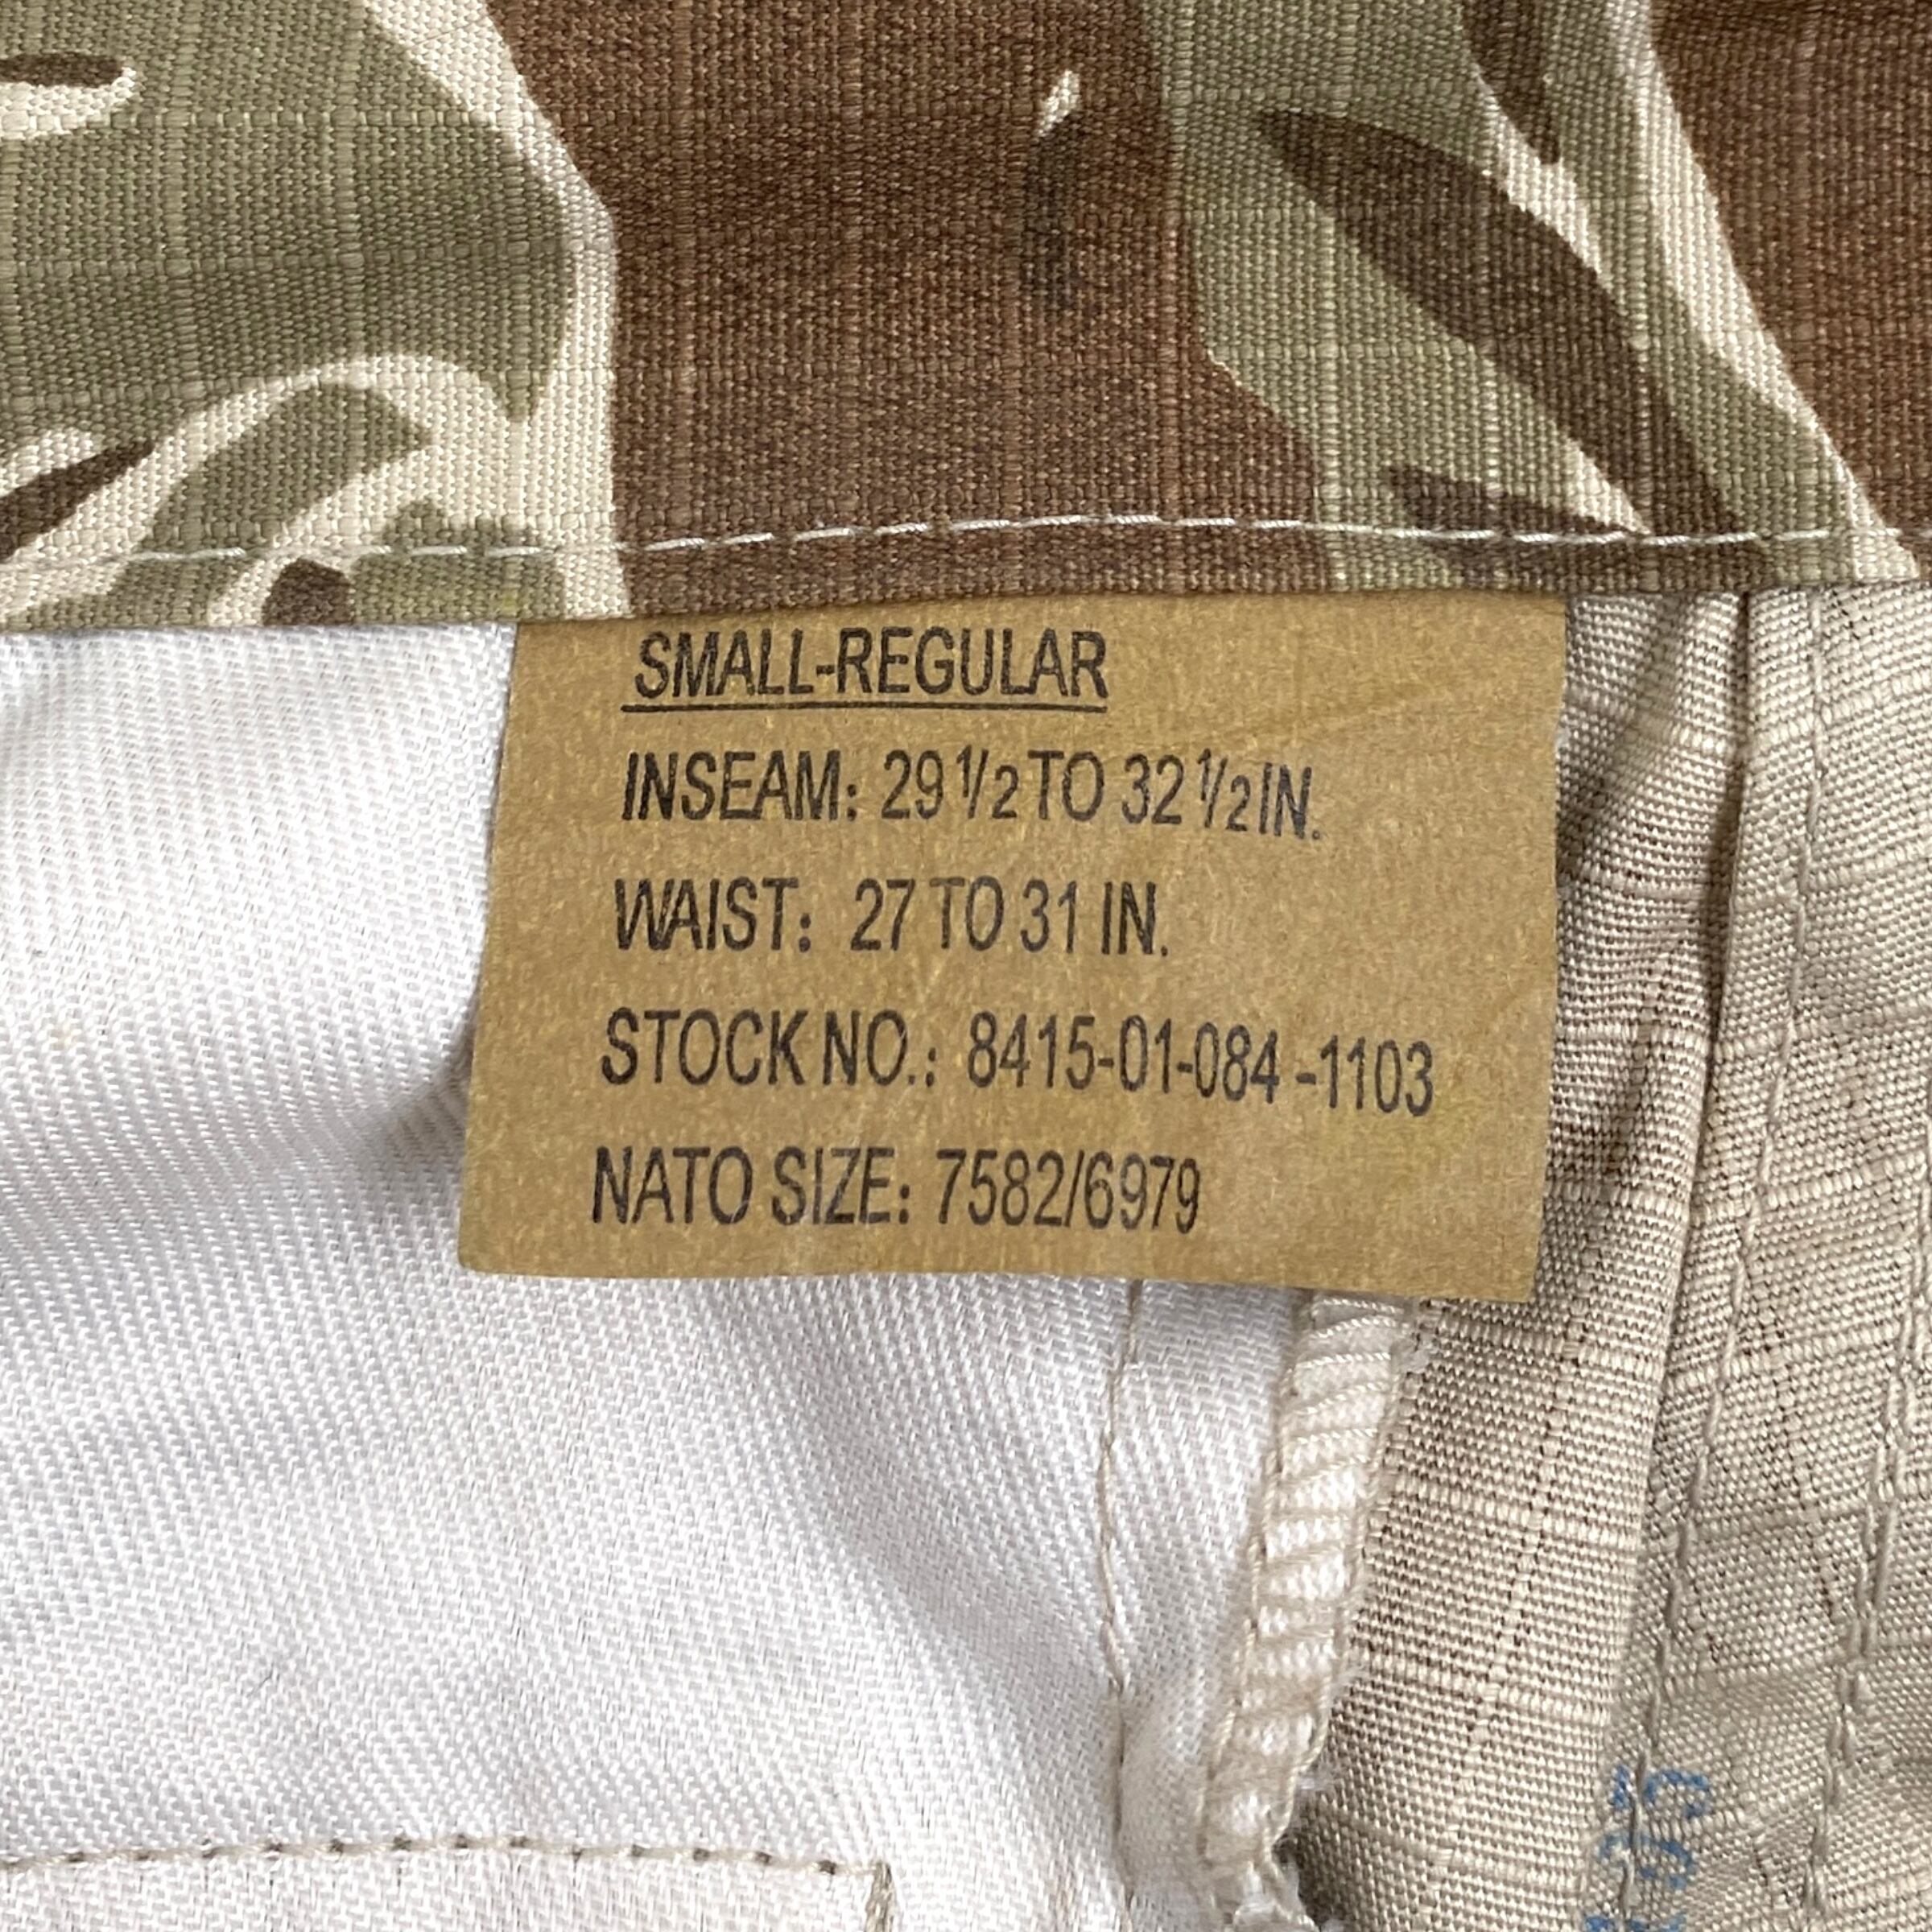 SMALL-REGULAR
INSEAM: 29 1/2 TO 32 1/2 IN.
WAIST: 27 TO 31 IN.
STOCK NO.: 8415-01-084 -1103
NATO SIZE: 7582/6979